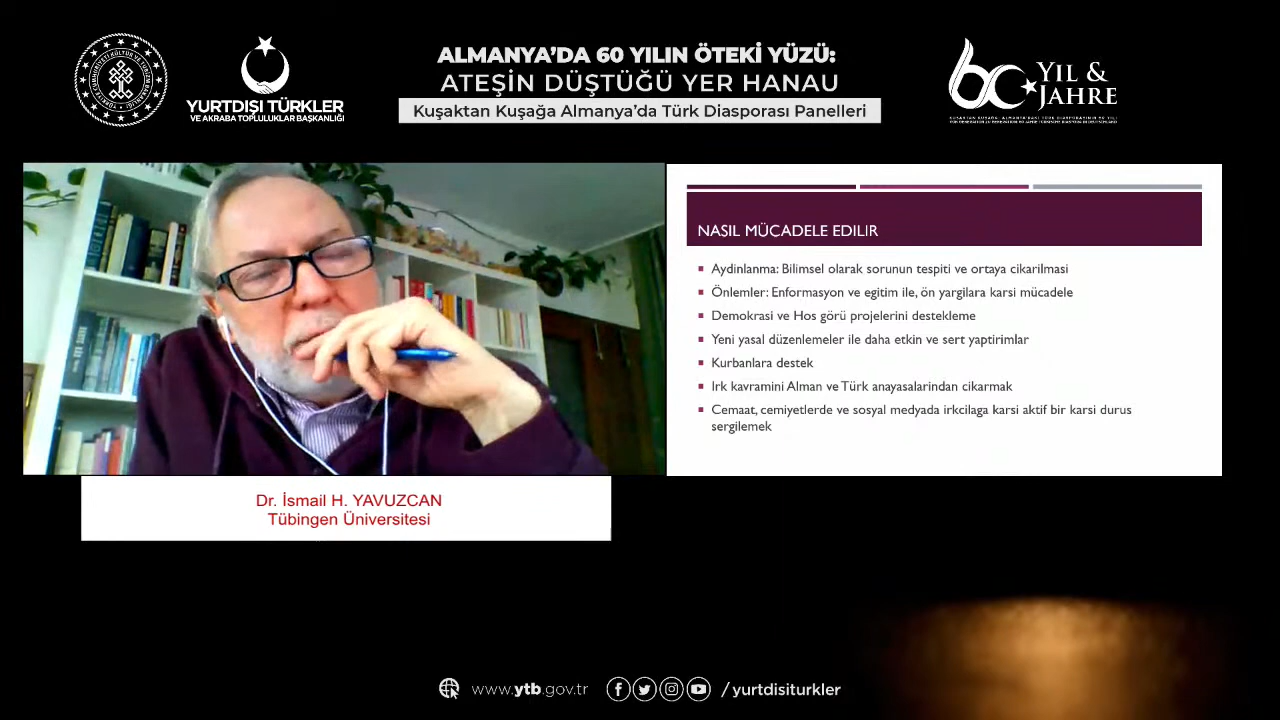 ALMANYA'DA 60 YILIN ÖTEKİ YÜZÜ:
ATEŞİN DÜŞTÜĞÜ YER HANAU
Kuşaktan Kuşağa Almanya'da Türk Diasporası Panelleri
YURTDIŞI TÜRKLER
VE AKRABA TOPLULUKLAR BAŞKANLIĞI
60 YIL &
JAHRE
NASIL MÜCADELE EDILIR
Aydinlanma: Bilimsel olarak sorunun tespiti ve ortaya cikarilmasi
Önlemler: Enformasyon ve egitim ile, ön yargilara karsi mücadele
Demokrasi ve Hos görü projelerini destekleme
Yeni yasal düzenlemeler ile daha etkin ve sert yaptirimlar
Kurbanlara destek
Irk kavramini Alman ve Türk anayasalarindan cikarmak
Cemaat, cemiyetlerde ve sosyal medyada irkcilaga karsi aktif bir karsi durus
sergilemek
Dr. İsmail H. YAVUZCAN
Tübingen Üniversitesi
www.ytb.gov.tr
/yurtdisiturkler